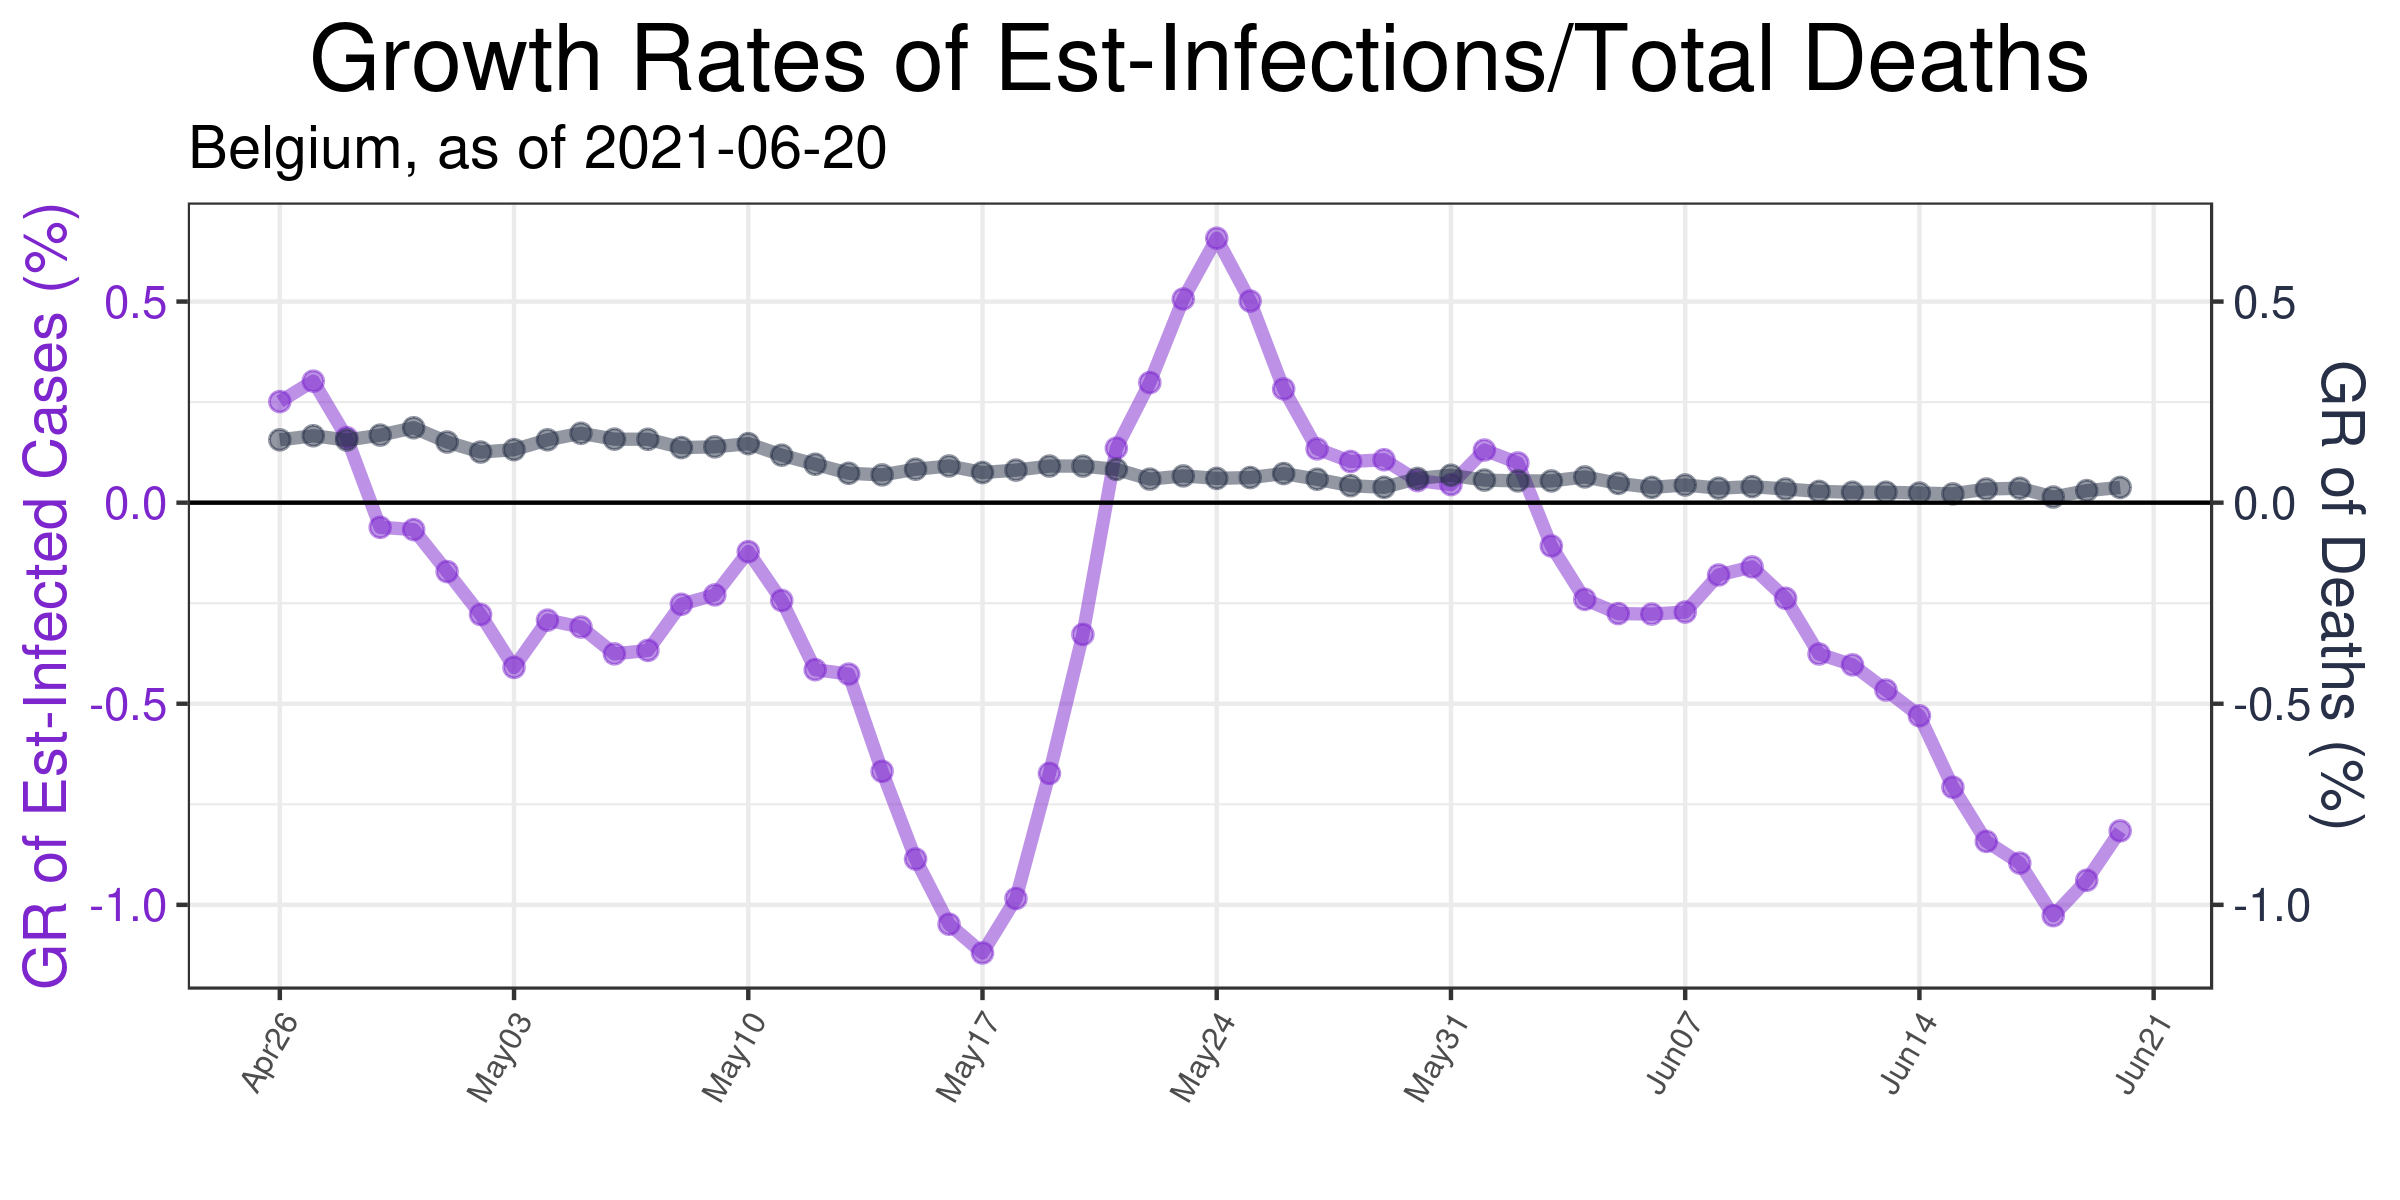 Growth Rates of Est-Infections/Total Deaths
Belgium, as of 2021-06-20
GR of Est-Infected Cases (%)
0.5
0.0
-0.5
-1.0
0.5
0.0
-0.5
-1.0
GR of Deaths (%)
Apr26
May03
May10
May17
May24
May31
Jun07
Jun14
Jun21